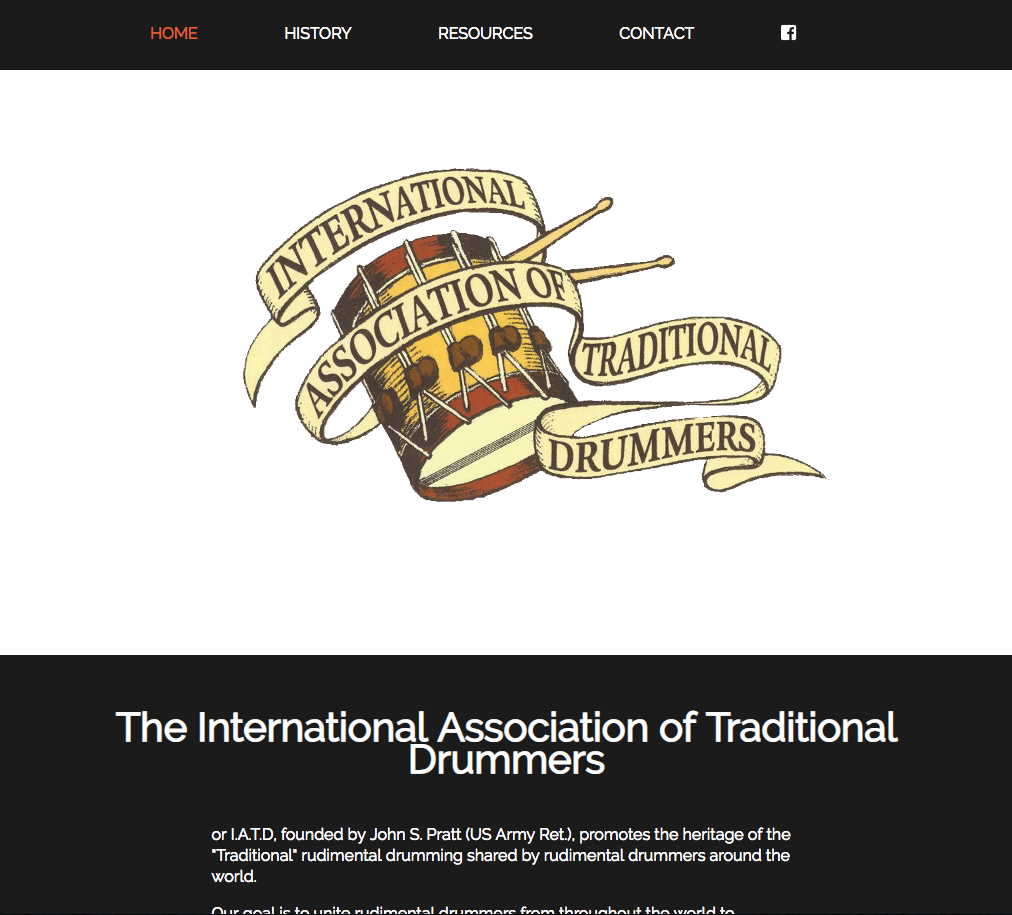 HOME HISTORY RESOURCES CONTACT
INTERNATIONAL
ASSOCIATION OF
TRADITIONAL
DRUMMERS
The International Association of Traditional
Drummers
or I.A.T.D, founded by John S. Pratt (US Army Ret.), promotes the heritage of the
"Traditional" rudimental drumming shared by rudimental drummers around the
world.
Our goal is to unite rudimental drummers from throughout the world to